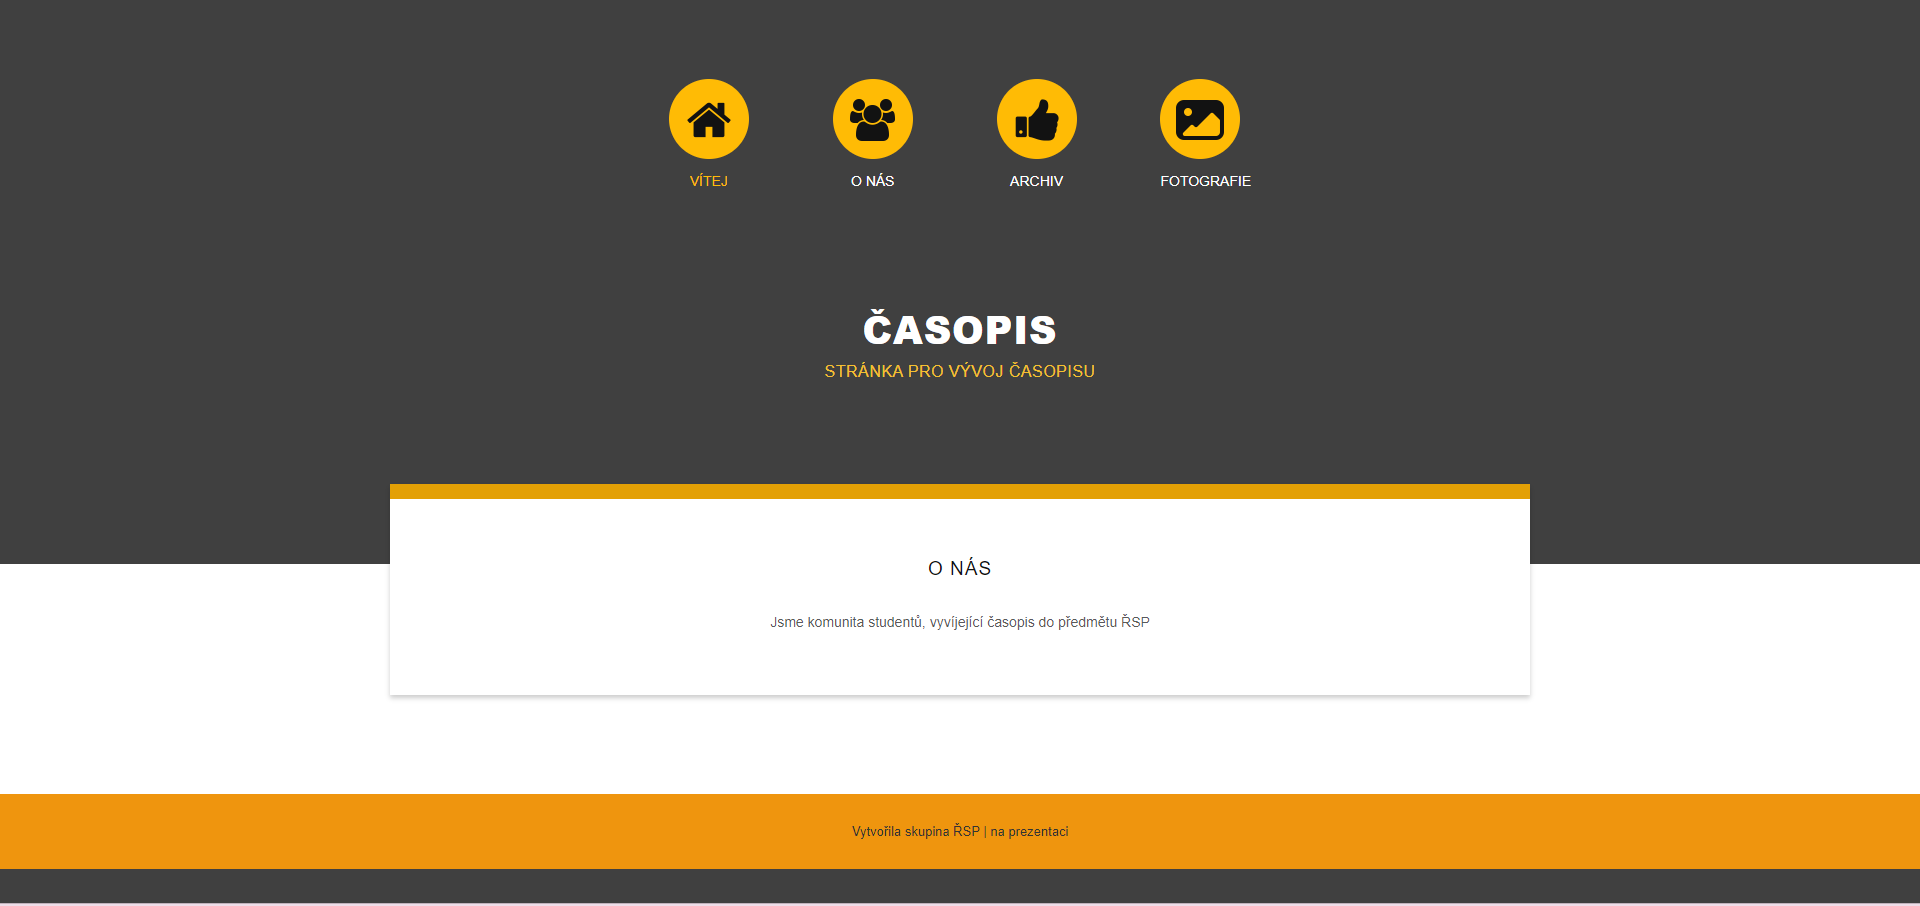 VÍTEJ
O NÁS
ARCHIV
FOTOGRAFIE
ČASOPIS
STRÁNKA PRO VÝVOJ ČASOPISU
O NÁS
Jsme komunita studentů, vyvíjející časopis do předmětu ŘSP
Vytvořila skupina ŘSP | na prezentaci